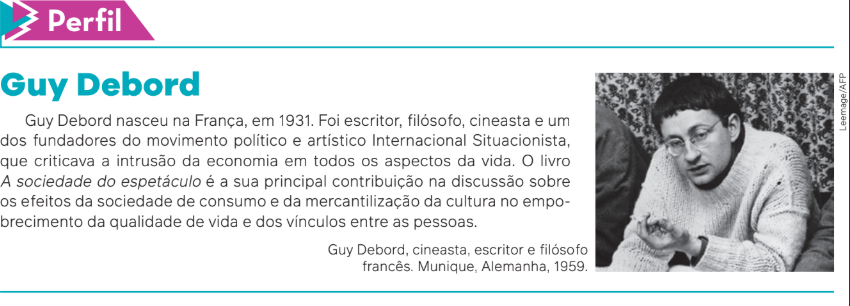 Perfil
Guy Debord
Guy Debord nasceu na França, em 1931. Foi escritor, filósofo, cineasta e um
dos fundadores do movimento político e artístico Internacional Situacionista,
que criticava a intrusão da economia em todos os aspectos da vida. O livro
A sociedade do espetáculo é a sua principal contribuição na discussão sobre
os efeitos da sociedade de consumo e da mercantilização da cultura no empo-
brecimento da qualidade de vida e dos vínculos entre as pessoas.
Guy Debord, cineasta, escritor e filósofo
francês. Munique, Alemanha, 1959.
Leemage/AFP